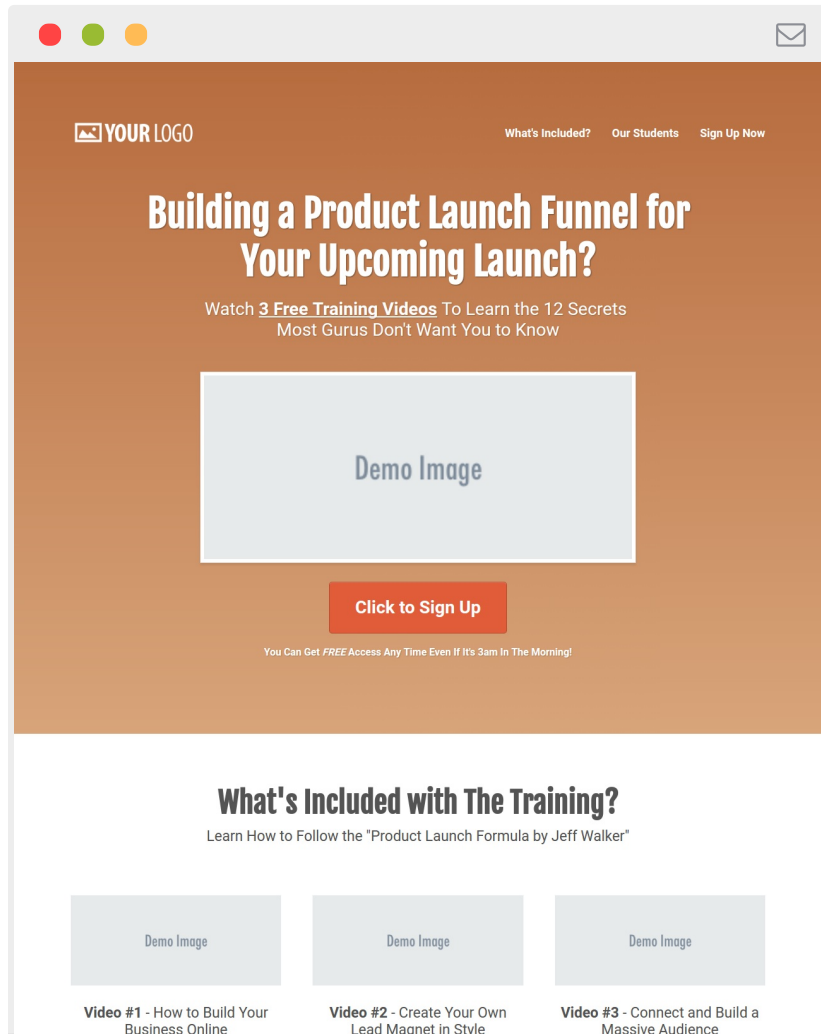 YOUR LOGO
What's Included? Our Students Sign Up Now
Building a Product Launch Funnel for
Your Upcoming Launch?
Watch 3 Free Training Videos To Learn the 12 Secrets
Most Gurus Don't Want You to Know
Demo Image
Click to Sign Up
You Can Get FREE Access Any Time Even If It's 3am In The Morning!
What's Included with The Training?
Learn How to Follow the "Product Launch Formula by Jeff Walker"
Demo Image
Demo Image
Demo Image
Video #1 - How to Build Your
Business Online
Video #2 - Create Your Own
Lead Magnet in Style
Video #3 - Connect and Build a
Massive Audience